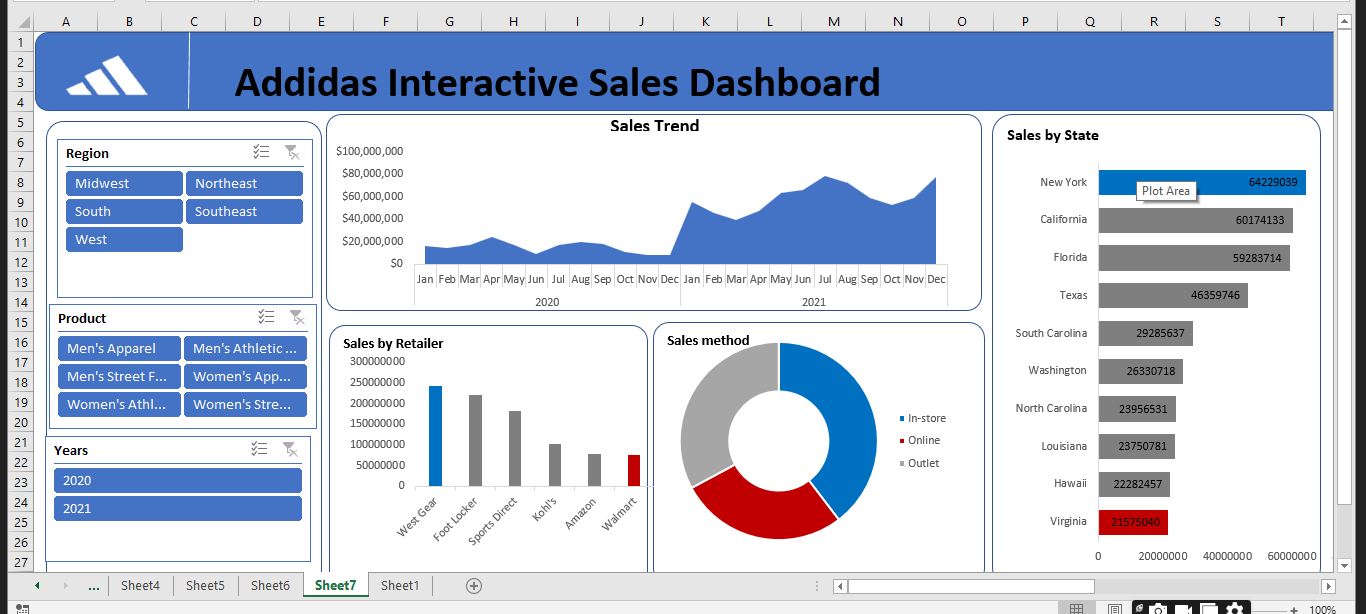 A B C D E F G H I J K L M N O P Q R S T
1
2
3
4
5
6
7
8
9
10
11
12
13
14
15
16
17
18
19
20
21
22
23
24
25
26
27
Addidas Interactive Sales Dashboard
Region
Midwest Northeast
South Southeast
West
Product
Men's Apparel Men's Athletic ...
Men's Street F... Women's App...
Women's Athl... Women's Stre...
Years
2020
2021
Sales Trend
$100,000,000
$80,000,000
$60,000,000
$40,000,000
$20,000,000
$0
Jan Feb Mar Apr May Jun Jul Aug Sep Oct Nov Dec Jan Feb Mar Apr May Jun Jul Aug Sep Oct Nov Dec
2020 2021
Sales by Retailer
300000000
250000000
200000000
150000000
100000000
50000000
0
West Gear
Foot Locker
Sports Direct
Kohl's
Amazon
Walmart
Sales method
In-store
Online
Outlet
Sales by State
New York 64229039
Plot Area
California 60174133
Florida 59283714
Texas 46359746
South Carolina 29285637
Washington 26330718
North Carolina 23956531
Louisiana 23750781
Hawaii 22282457
Virginia 21575040
0 20000000 40000000 60000000
... Sheet4 Sheet5 Sheet6 Sheet7 Sheet1
100%